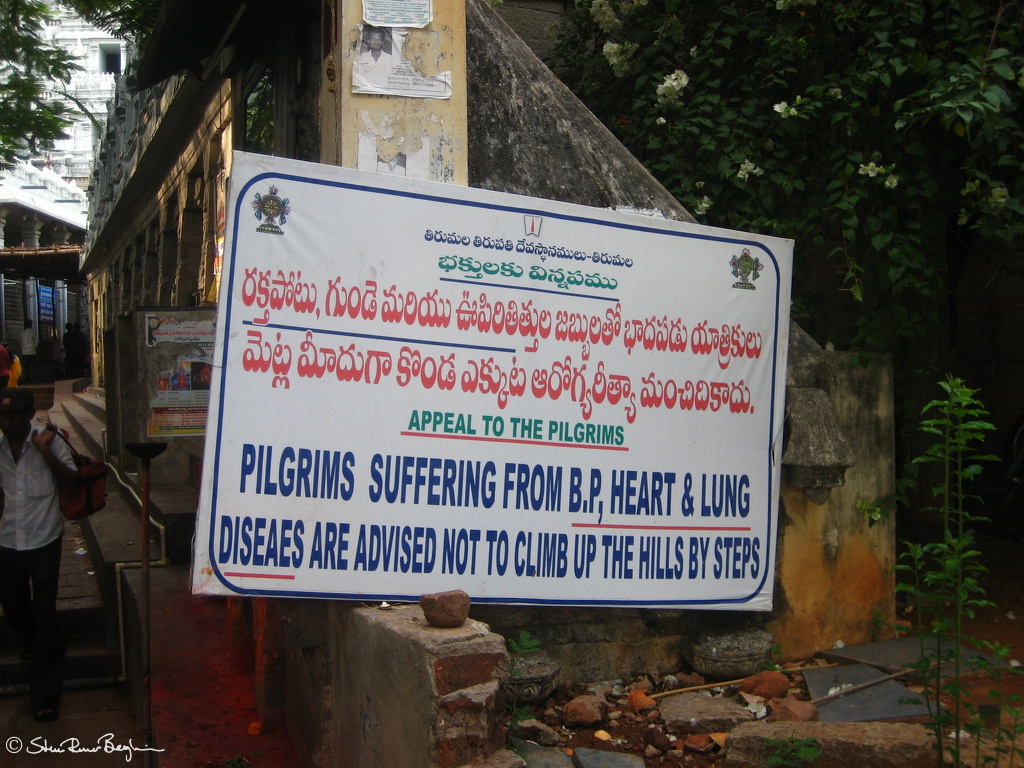 తిరుమల తిరుపతి దేవస్థానములు-తిరుమల
భక్తులకు విన్నపము
రక్తపోటు, గుండె మరియు ఊపిరితిత్తుల జబ్బులతో భాదపడు యాత్రికులు
మెట్ల మీదుగా కొండ ఎక్కుట ఆరోగ్యరీత్యా మంచిదికాదు.
APPEAL TO THE PILGRIMS
PILGRIMS SUFFERING FROM B.P, HEART & LUNG
DISEAES ARE ADVISED NOT TO CLIMB UP THE HILLS BY STEPS